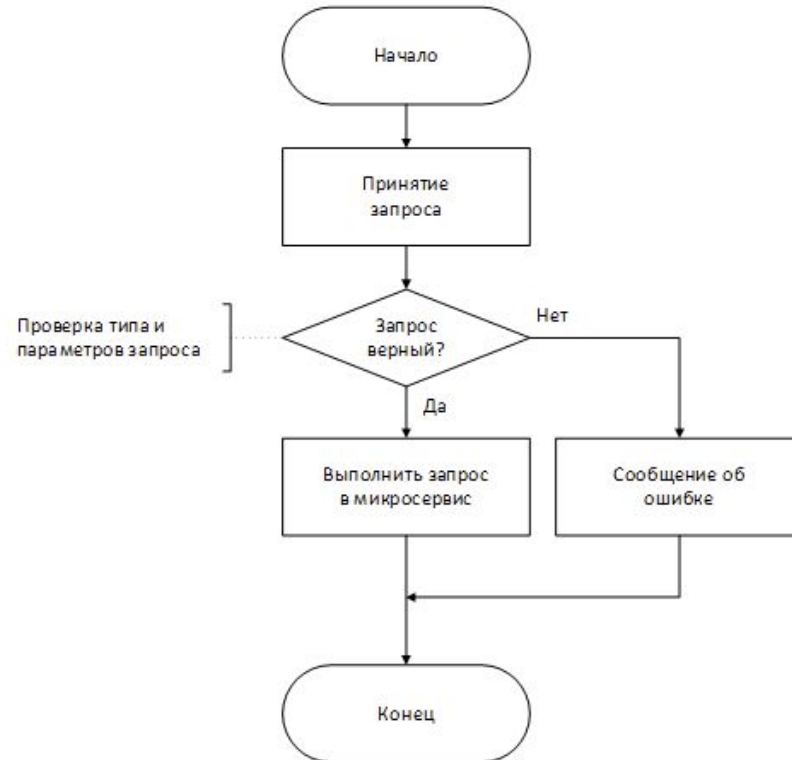 Начало
Принятие
запроса
Проверка типа и
параметров запроса
Запрос
верный?
Нет
Да
Выполнить запрос
в микросервис
Сообщение об
ошибке
Конец